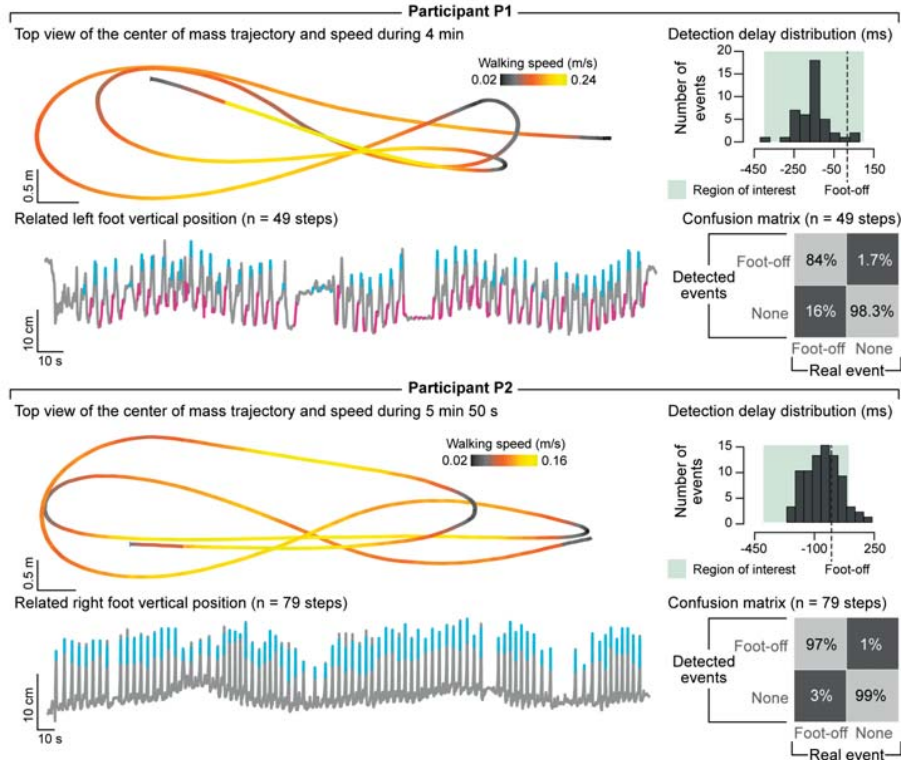 Participant P1
Top view of the center of mass trajectory and speed during 4 min
Walking speed (m/s)
0.02 0.24
0.5 m
Detection delay distribution (ms)
Number of events
20
15
10
5
0
-450 -250 -50 150
Region of interest
Foot-off
Related left foot vertical position (n = 49 steps)
10 cm
10 s
Confusion matrix (n = 49 steps)
Detected events
Foot-off 84% 1.7%
None 16% 98.3%
Foot-off None
Real event
Participant P2
Top view of the center of mass trajectory and speed during 5 min 50 s
Walking speed (m/s)
0.02 0.16
0.5 m
Detection delay distribution (ms)
Number of events
15
10
5
0
-450 -100 250
Region of interest
Foot-off
Related right foot vertical position (n = 79 steps)
10 cm
10 s
Confusion matrix (n = 79 steps)
Detected events
Foot-off 97% 1%
None 3% 99%
Foot-off None
Real event